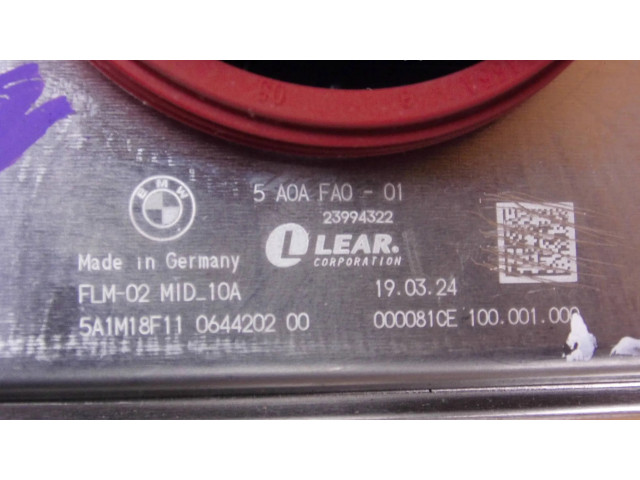 BMW
5 A0A FA0 - 01
23994322
L LEAR.
CORPORATION
Made in Germany
FLM-02 MID_10A
19.03.24
5A1M18F11 0644202 00
000081CE 100.001.000